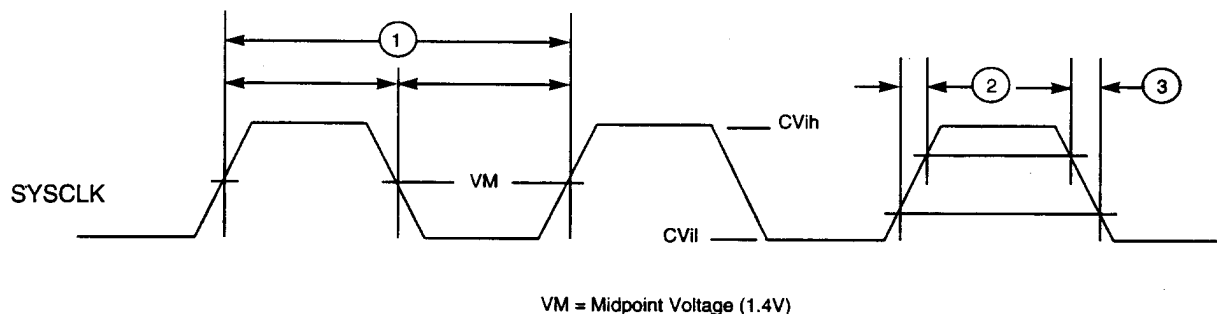 1
2
3
CVih
SYSCLK
VM
CVil
VM = Midpoint Voltage (1.4V)